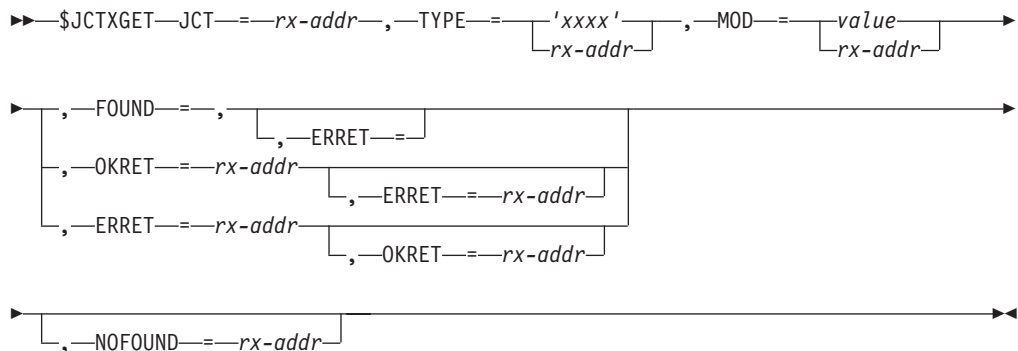 $JCTXGET JCT = rx-addr , TYPE = 'xxxx' , MOD = value
rx-addr rx-addr
, FOUND = ,
, ERRET =
, OKRET = rx-addr
, ERRET = rx-addr
, ERRET = rx-addr
, OKRET = rx-addr
, NOFOUND = rx-addr